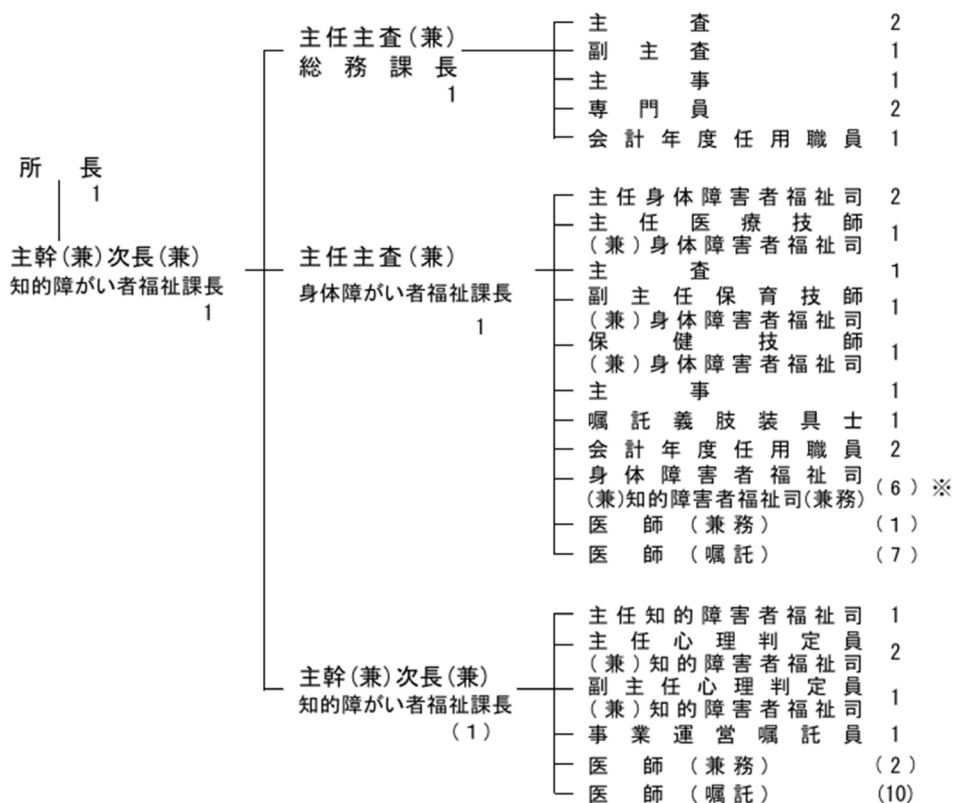 所長
1
主幹(兼)次長(兼)
知的障がい者福祉課長
1
主任主査(兼)
総務課長
1
主査 2
副主査 1
主事 1
専門員 2
会計年度任用職員 1
主任主査(兼)
身体障がい者福祉課長
1
主任身体障害者福祉司 2
主任医療技師
(兼)身体障害者福祉司 1
主査 1
副主任保育技師
(兼)身体障害者福祉司 1
保健技師
(兼)身体障害者福祉司 1
主事 1
嘱託義肢装具士 1
会計年度任用職員 2
身体障害者福祉司
(兼)知的障害者福祉司(兼務) (6) ※
医師(兼務) (1)
医師(嘱託) (7)
主幹(兼)次長(兼)
知的障がい者福祉課長
(1)
主任知的障害者福祉司 1
主任心理判定員
(兼)知的障害者福祉司 2
副主任心理判定員
(兼)知的障害者福祉司 1
事業運営嘱託員 1
医師(兼務) (2)
医師(嘱託) (10)